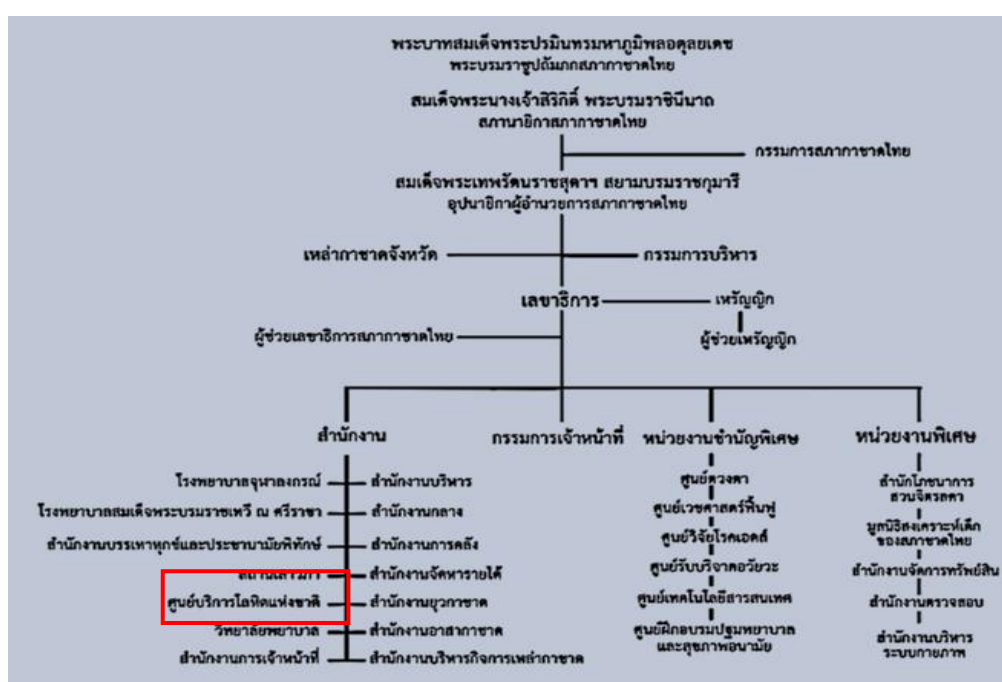 พระบาทสมเด็จพระปรมินทรมหาภูมิพลอดุลยเดช
พระบรมราชูปถัมภกสภากาชาดไทย
สมเด็จพระนางเจ้าสิริกิติ์ พระบรมราชินีนาถ
สภานายิกาสภากาชาดไทย
กรรมการสภากาชาดไทย
สมเด็จพระเทพรัตนราชสุดาฯ สยามบรมราชกุมารี
อุปนายิกาผู้อำนวยการสภากาชาดไทย
เหล่ากาชาดจังหวัด
กรรมการบริหาร
เลขาธิการ
เหรัญญิก
ผู้ช่วยเลขาธิการสภากาชาดไทย
ผู้ช่วยเหรัญญิก
สำนักงาน
กรรมการเจ้าหน้าที่
หน่วยงานชำนัญพิเศษ
หน่วยงานพิเศษ
โรงพยาบาลจุฬาลงกรณ์
สำนักงานบริหาร
โรงพยาบาลสมเด็จพระบรมราชเทวี ณ ศรีราชา
สำนักงานกลาง
สำนักงานบรรเทาทุกข์และประชานามัยพิทักษ์
สำนักงานการคลัง
สถานเสาวภา
สำนักงานจัดหารายได้
ศูนย์บริการโลหิตแห่งชาติ
สำนักงานยุวกาชาด
วิทยาลัยพยาบาล
สำนักงานอาสากาชาด
สำนักงานการเจ้าหน้าที่
สำนักงานบริหารกิจการเหล่ากาชาด
ศูนย์ดวงตา
ศูนย์เวชศาสตร์ฟื้นฟู
ศูนย์วิจัยโรคเอดส์
ศูนย์รับบริจาคอวัยวะ
ศูนย์เทคโนโลยีสารสนเทศ
ศูนย์ฝึกอบรมปฐมพยาบาล
และสุขภาพอนามัย
สำนักโภชนาการ
สวนจิตรลดา
มูลนิธิสงเคราะห์เด็ก
ของสภาชาดไทย
สำนักงานจัดการทรัพย์สิน
สำนักงานตรวจสอบ
สำนักงานบริหาร
ระบบกายภาพ